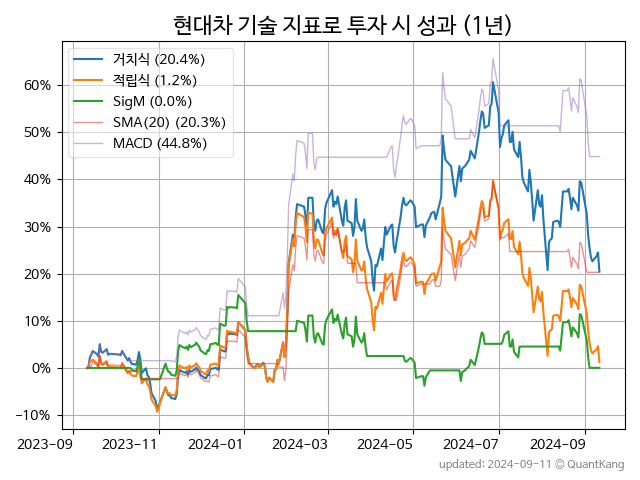 현대차 기술 지표로 투자 시 성과 (1년)
거치식 (20.4%)
적립식 (1.2%)
SigM (0.0%)
SMA(20) (20.3%)
MACD (44.8%)
60%
50%
40%
30%
20%
10%
0%
−10%
2023-09
2023-11
2024-01
2024-03
2024-05
2024-07
2024-09
updated: 2024-09-11 © QuantKang